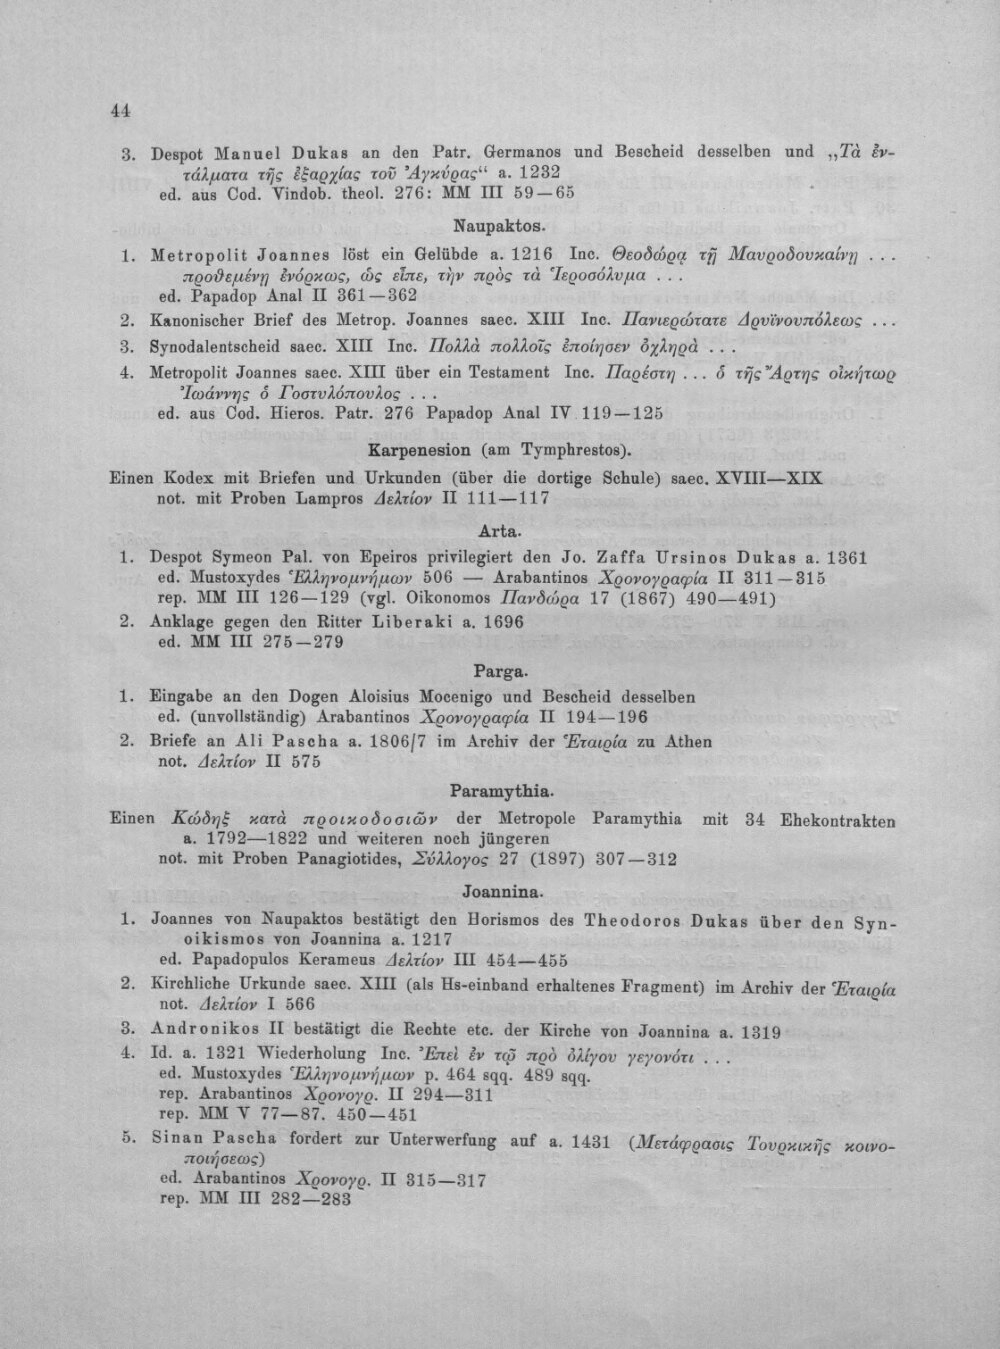 44
3. Despot Manuel Dukas an den Patr. Germanos und Bescheid desselben und „Τὰ ἐν-
τάλματα τῆς ἐξαρχίας τοῦ Ἀγκύρας“ a. 1232
ed. aus Cod. Vindob. theol. 276: MM III 59—65
Naupaktos.
1. Metropolit Joannes löst ein Gelübde a. 1216 Inc. Θεοδώρᾳ τῇ Μαυροδουκαίνῃ ...
προθεμένῃ ἐνόρκως, ὡς εἶπε, τὴν πρὸς τὰ Ἱεροσόλυμα ...
ed. Papadop Anal II 361—362
2. Kanonischer Brief des Metrop. Joannes saec. XIII Inc. Πανιερώτατε Δρυϊνουπόλεως ...
3. Synodalentscheid saec. XIII Inc. Πολλὰ πολλοῖς ἐποίησεν ὀχληρὰ ...
4. Metropolit Joannes saec. XIII über ein Testament Inc. Παρέστη ... ὁ τῆς Ἄρτης οἰκήτωρ
Ἰωάννης ὁ Γοστυλόπουλος ...
ed. aus Cod. Hieros. Patr. 276 Papadop Anal IV 119—125
Karpenesion (am Tymphrestos).
Einen Kodex mit Briefen und Urkunden (über die dortige Schule) saec. XVIII—XIX
not. mit Proben Lampros Δελτίον II 111—117
Arta.
1. Despot Symeon Pal. von Epeiros privilegiert den Jo. Zaffa Ursinos Dukas a. 1361
ed. Mustoxydes Ἑλληνομνήμων 506 — Arabantinos Χρονογραφία II 311—315
rep. MM III 126—129 (vgl. Oikonomos Πανδώρα 17 (1867) 490—491)
2. Anklage gegen den Ritter Liberaki a. 1696
ed. MM III 275—279
Parga.
1. Eingabe an den Dogen Aloisius Mocenigo und Bescheid desselben
ed. (unvollständig) Arabantinos Χρονογραφία II 194—196
2. Briefe an Ali Pascha a. 1806/7 im Archiv der Ἑταιρία zu Athen
not. Δελτίον II 575
Paramythia.
Einen Κώδηξ κατὰ προικοδοσιῶν der Metropole Paramythia mit 34 Ehekontrakten
a. 1792—1822 und weiteren noch jüngeren
not. mit Proben Panagiotides, Σύλλογος 27 (1897) 307—312
Joannina.
1. Joannes von Naupaktos bestätigt den Horismos des Theodoros Dukas über den Syn-
oikismos von Joannina a. 1217
ed. Papadopulos Kerameus Δελτίον III 454—455
2. Kirchliche Urkunde saec. XIII (als Hs-einband erhaltenes Fragment) im Archiv der Ἑταιρία
not. Δελτίον I 566
3. Andronikos II bestätigt die Rechte etc. der Kirche von Joannina a. 1319
4. Id. a. 1321 Wiederholung Inc. Ἐπεὶ ἐν τῷ πρὸ ὀλίγου γεγονότι ...
ed. Mustoxydes Ἑλληνομνήμων p. 464 sqq. 489 sqq.
rep. Arabantinos Χρονογρ. II 294—311
rep. MM V 77—87. 450—451
5. Sinan Pascha fordert zur Unterwerfung auf a. 1431 (Μετάφρασις Τουρκικῆς κοινο-
ποιήσεως)
ed. Arabantinos Χρονογρ. II 315—317
rep. MM III 282—283